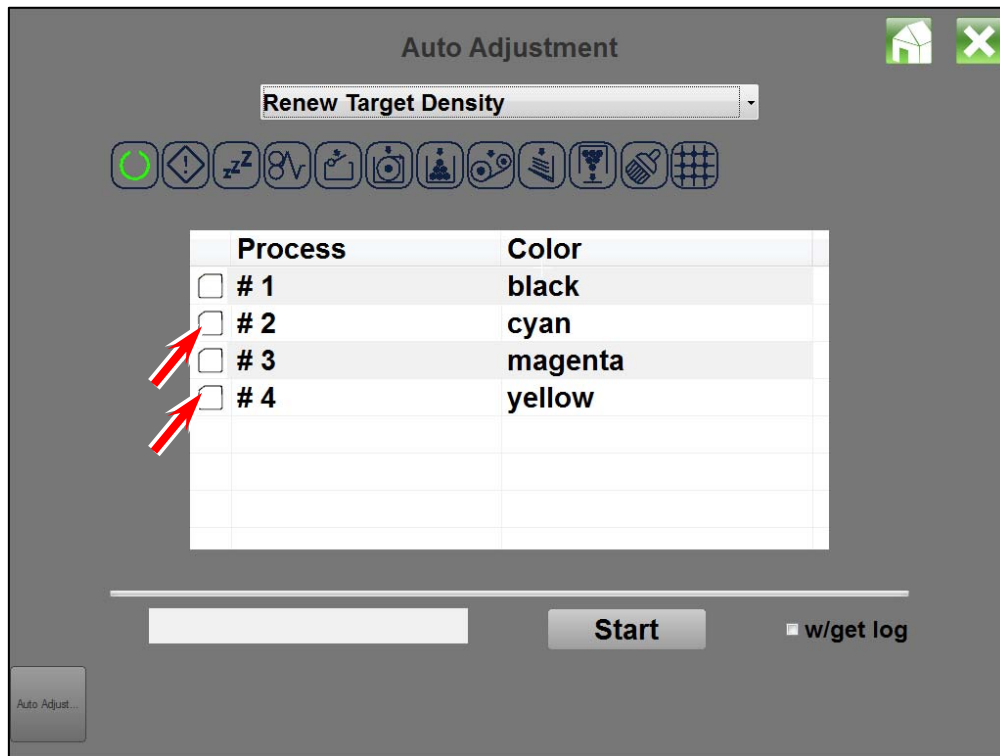 Auto Adjustment
Renew Target Density
zzZ
Process Color
# 1 black
# 2 cyan
# 3 magenta
# 4 yellow
Start
w/get log
Auto Adjust...